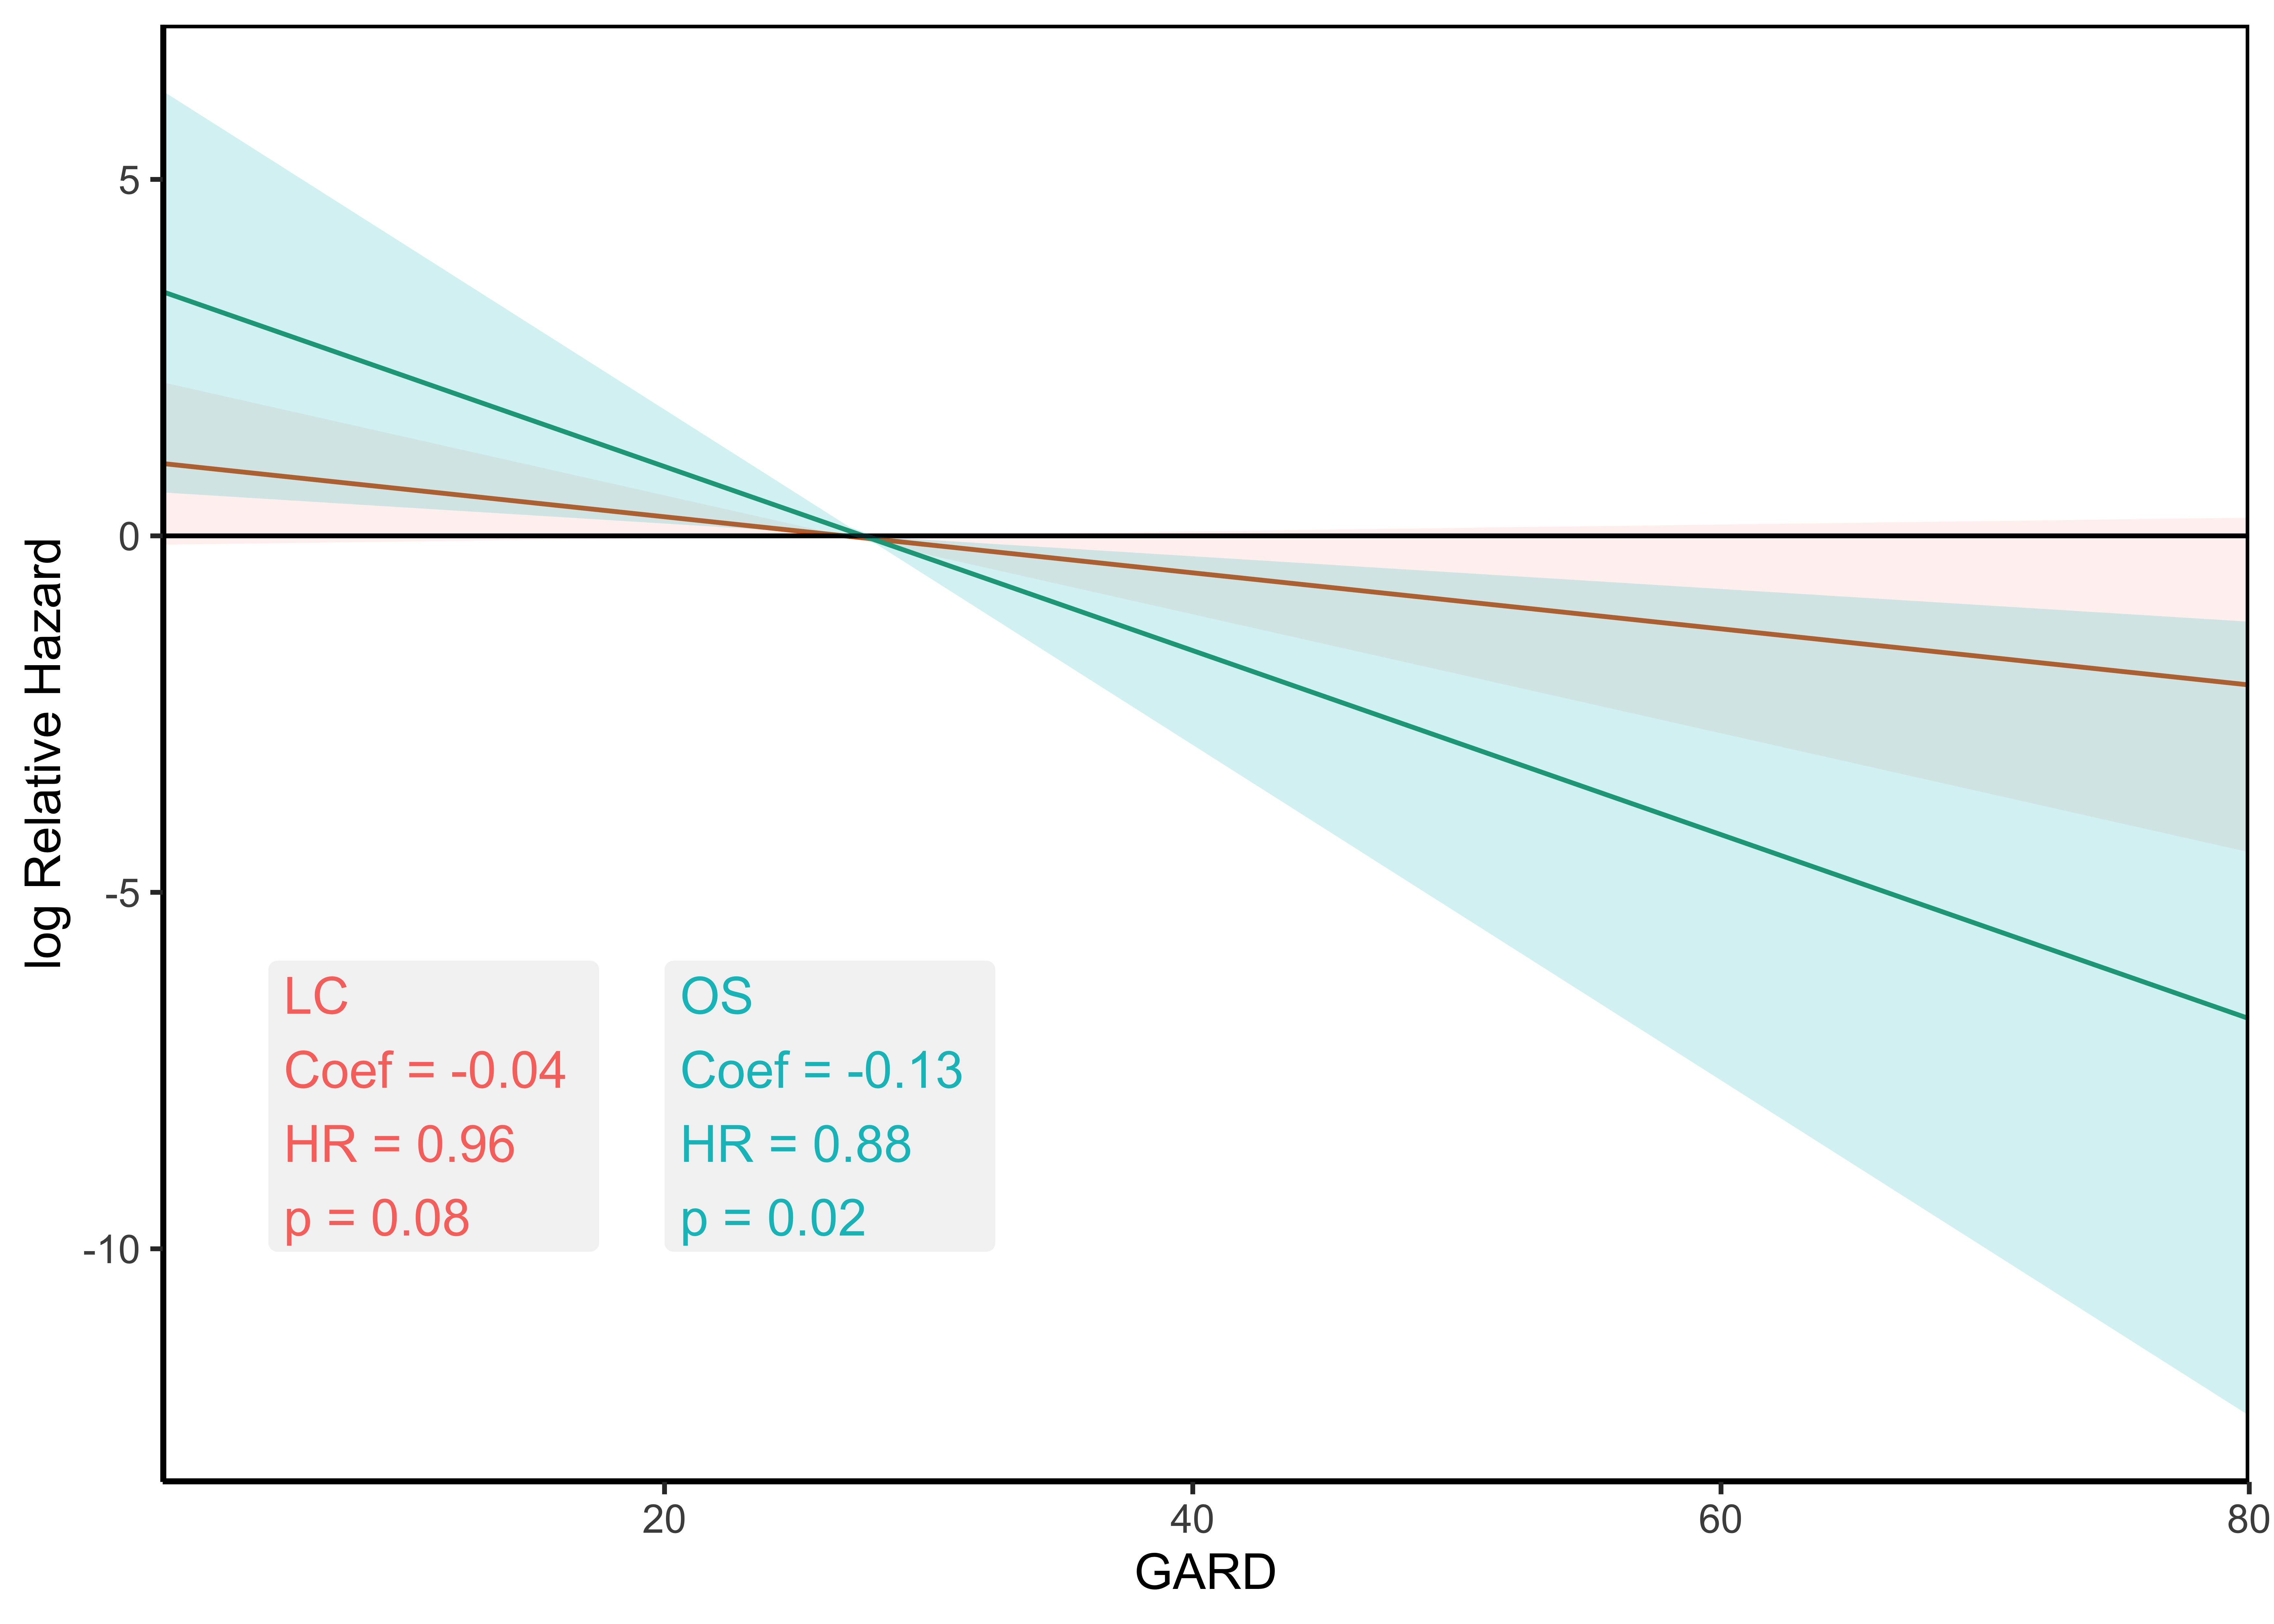 log Relative Hazard
5
0
-5
-10
LC
Coef = -0.04
HR = 0.96
p = 0.08
OS
Coef = -0.13
HR = 0.88
p = 0.02
20
40
60
80
GARD